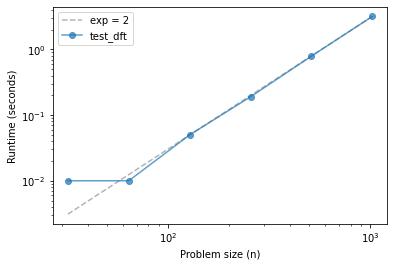 exp = 2
test_dft
10⁰
10⁻¹
10⁻²
Runtime (seconds)
10²
10³
Problem size (n)